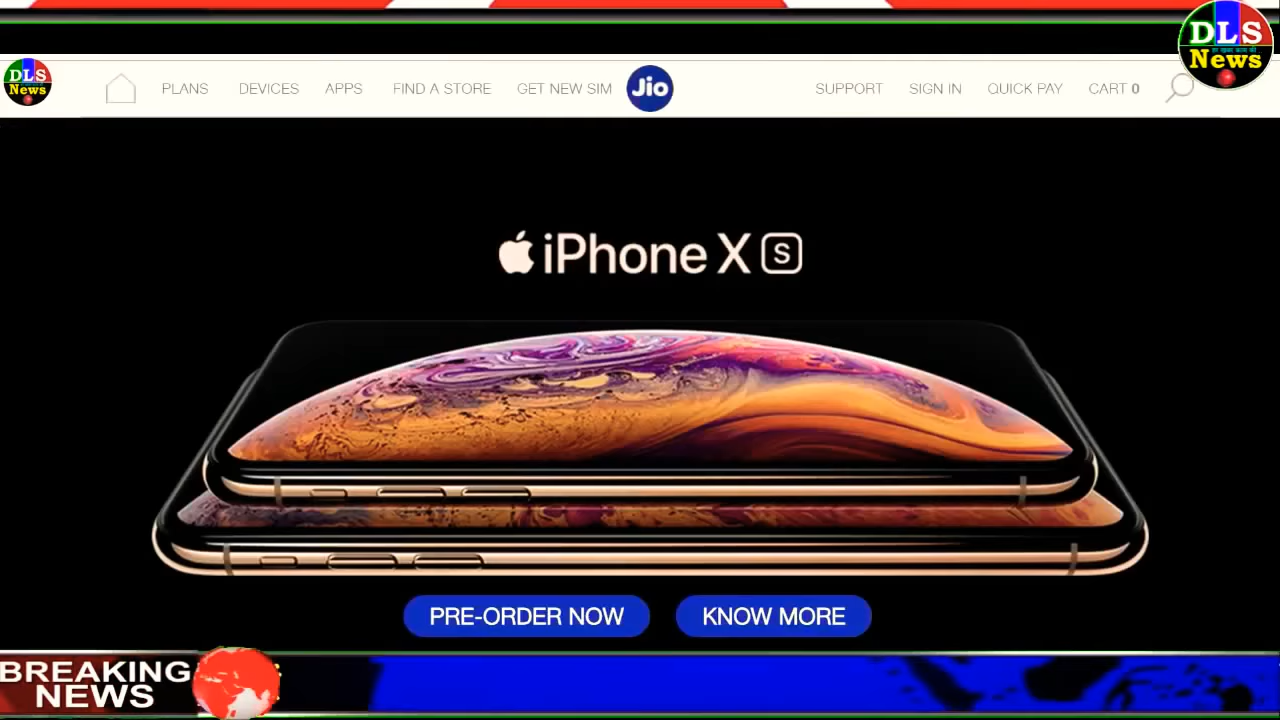 DLS
News
DLS
News
PLANS DEVICES APPS FIND A STORE GET NEW SIM Jio SUPPORT SIGN IN QUICK PAY CART 0
iPhone XS
PRE-ORDER NOW KNOW MORE
BREAKING
NEWS